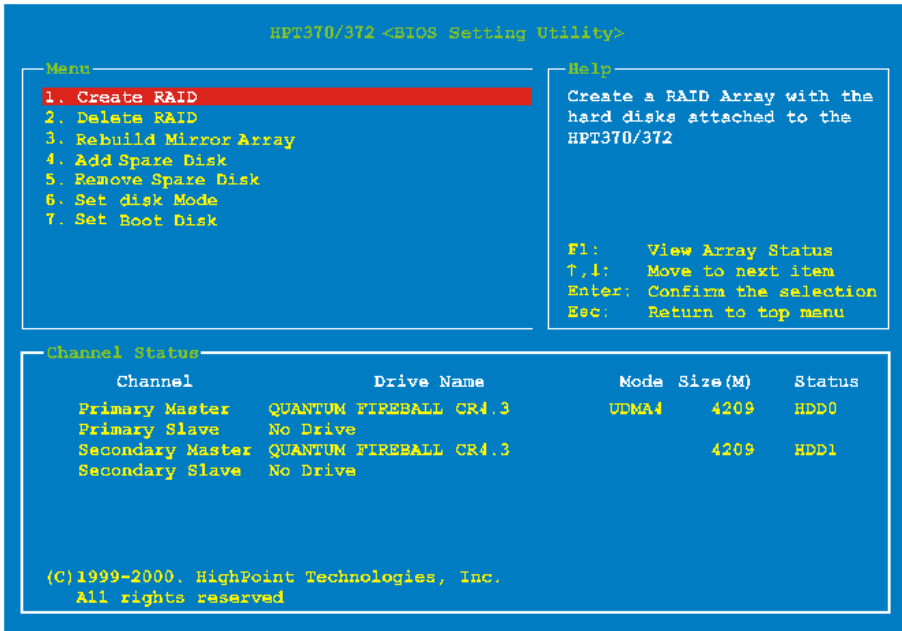 HPT370/372 <BIOS Setting Utility>
Menu
1. Create RAID
2. Delete RAID
3. Rebuild Mirror Array
4. Add Spare Disk
5. Remove Spare Disk
6. Set disk Mode
7. Set Boot Disk
Help
Create a RAID Array with the
hard disks attached to the
HPT370/372
F1: View Array Status
↑,↓: Move to next item
Enter: Confirm the selection
Esc: Return to top menu
Channel Status
Channel Drive Name Mode Size(M) Status
Primary Master QUANTUM FIREBALL CR4.3 UDMA4 4209 HDD0
Primary Slave No Drive
Secondary Master QUANTUM FIREBALL CR4.3 4209 HDD1
Secondary Slave No Drive
(C)1999-2000. HighPoint Technologies, Inc.
All rights reserved